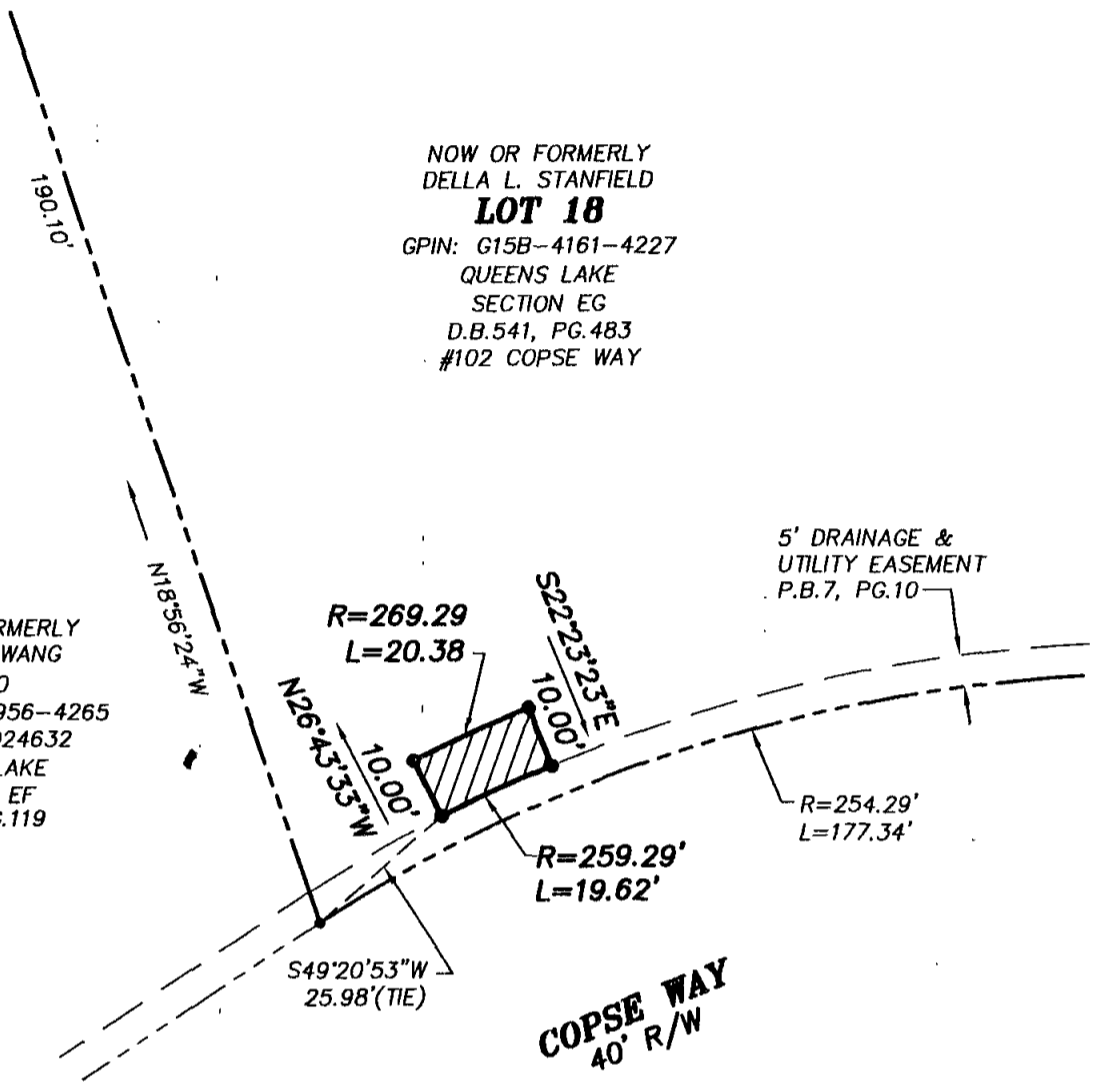 190.10'
NOW OR FORMERLY
DELLA L. STANFIELD
LOT 18
GPIN: G15B-4161-4227
QUEENS LAKE
SECTION EG
D.B.541, PG.483
#102 COPSE WAY
N18°56'24"W
5' DRAINAGE &
UTILITY EASEMENT
P.B.7, PG.10
RMERLY
WANG
956-4265
024632
LAKE
EF
.119
R=269.29
L=20.38
S22°23'23"E
10.00'
N26°43'33"W
10.00'
R=254.29'
L=177.34'
R=259.29'
L=19.62'
S49°20'53"W
25.98'(TIE)
COPSE WAY
40' R/W